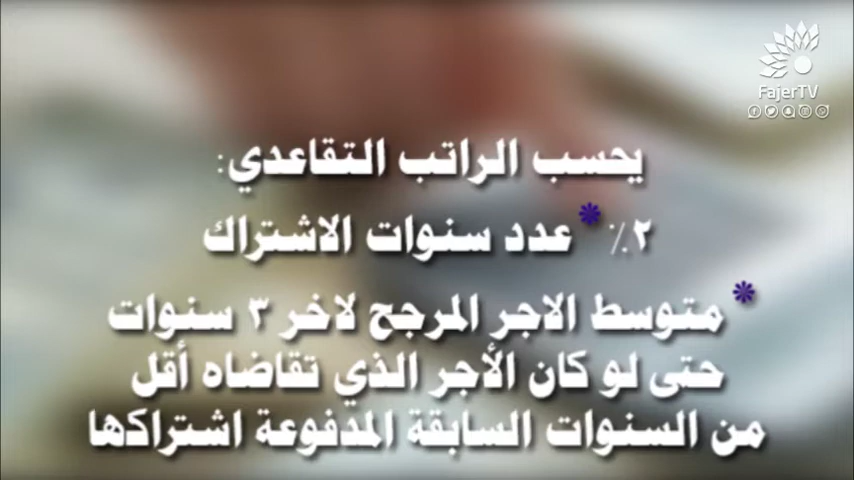 FajerTV
يحسب الراتب التقاعدي:
٢٪ * عدد سنوات الاشتراك
* متوسط الاجر المرجح لاخر ٣ سنوات
حتى لو كان الأجر الذي تقاضاه أقل
من السنوات السابقة المدفوعة اشتراكها